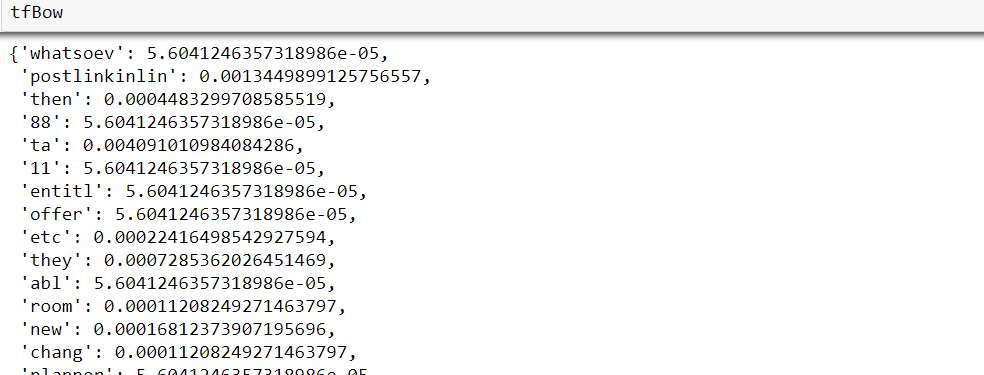 tfBow
{'whatsoev': 5.6041246357318986e-05,
'postlinkinlin': 0.0013449899125756557,
'then': 0.0004483299708585519,
'88': 5.6041246357318986e-05,
'ta': 0.004091010984084286,
'11': 5.6041246357318986e-05,
'entitl': 5.6041246357318986e-05,
'offer': 5.6041246357318986e-05,
'etc': 0.00022416498542927594,
'they': 0.0007285362026451469,
'abl': 5.6041246357318986e-05,
'room': 0.00011208249271463797,
'new': 0.00016812373907195696,
'chang': 0.00011208249271463797,
'plannen': 5.6041246357318986e-05